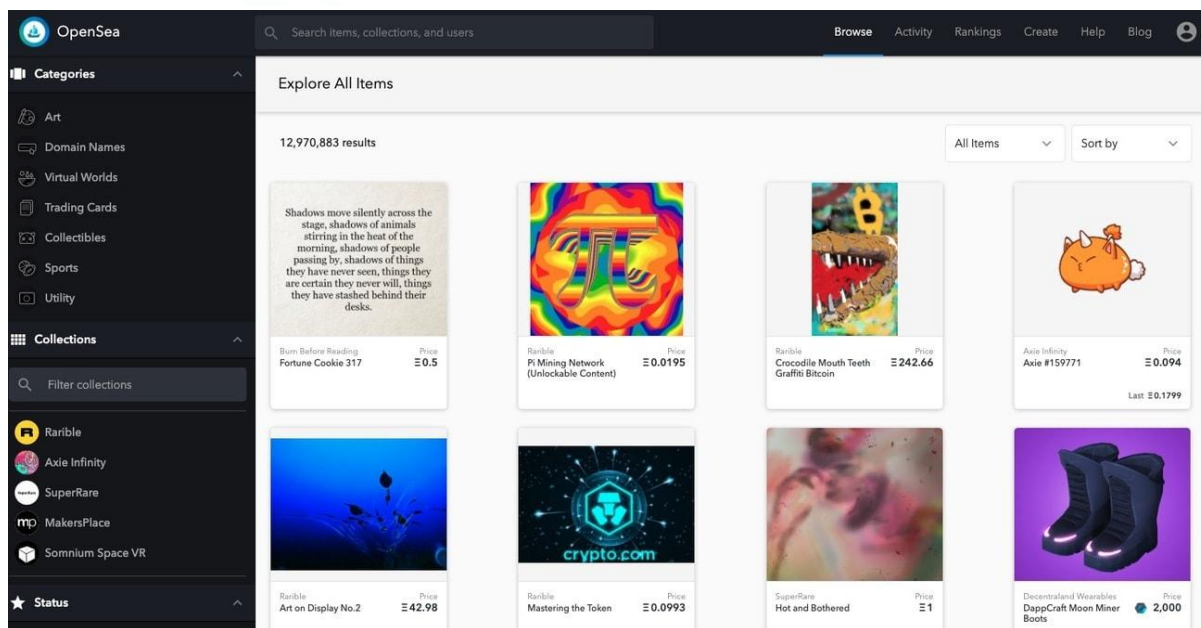 OpenSea
Search items, collections, and users
Browse
Activity
Rankings
Create
Help
Blog
Categories
Art
Domain Names
Virtual Worlds
Trading Cards
Collectibles
Sports
Utility
Collections
Filter collections
Rarible
Axie Infinity
SuperRare
MakersPlace
Somnium Space VR
Status
Explore All Items
12,970,883 results
All Items
Sort by
Shadows move silently across the
stage, shadows of animals
stirring in the heat of the
morning, shadows of people
passing by, shadows of things
they have never seen, things they
are certain they never will, things
they have stashed behind their
desks.
Burn Before Reading
Price
Fortune Cookie 317
Ξ0.5
π
Rarible
Price
Pi Mining Network
Ξ0.0195
(Unlockable Content)
B
Rarible
Price
Crocodile Mouth Teeth
Ξ242.66
Graffiti Bitcoin
Axie Infinity
Price
Axie #159771
Ξ0.094
Last Ξ0.1799
Rarible
Price
Art on Display No.2
Ξ42.98
crypto.com
Rarible
Price
Mastering the Token
Ξ0.0993
SuperRare
Price
Hot and Bothered
Ξ1
Decentraland Wearables
Price
DappCraft Moon Miner
2,000
Boots